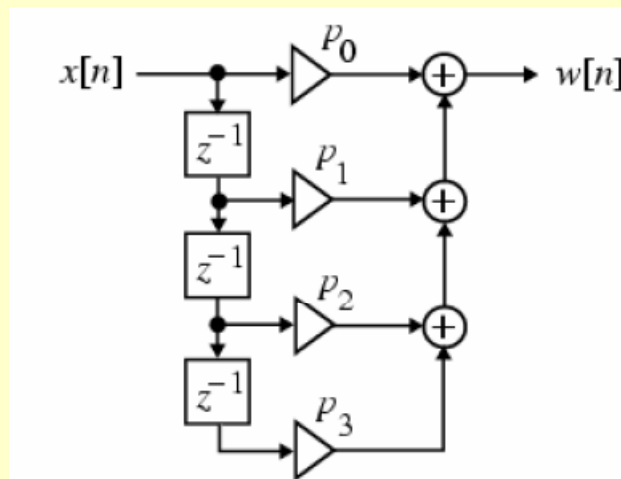 x[n] p₀ w[n]
z⁻¹ p₁
z⁻¹ p₂
z⁻¹ p₃